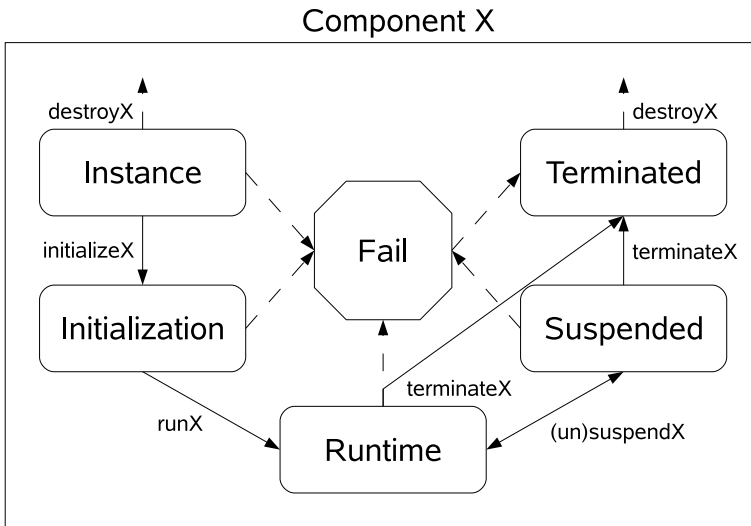 Component X
destroyX
destroyX
Instance
Terminated
Fail
initializeX
terminateX
Initialization
Suspended
terminateX
runX
(un)suspendX
Runtime